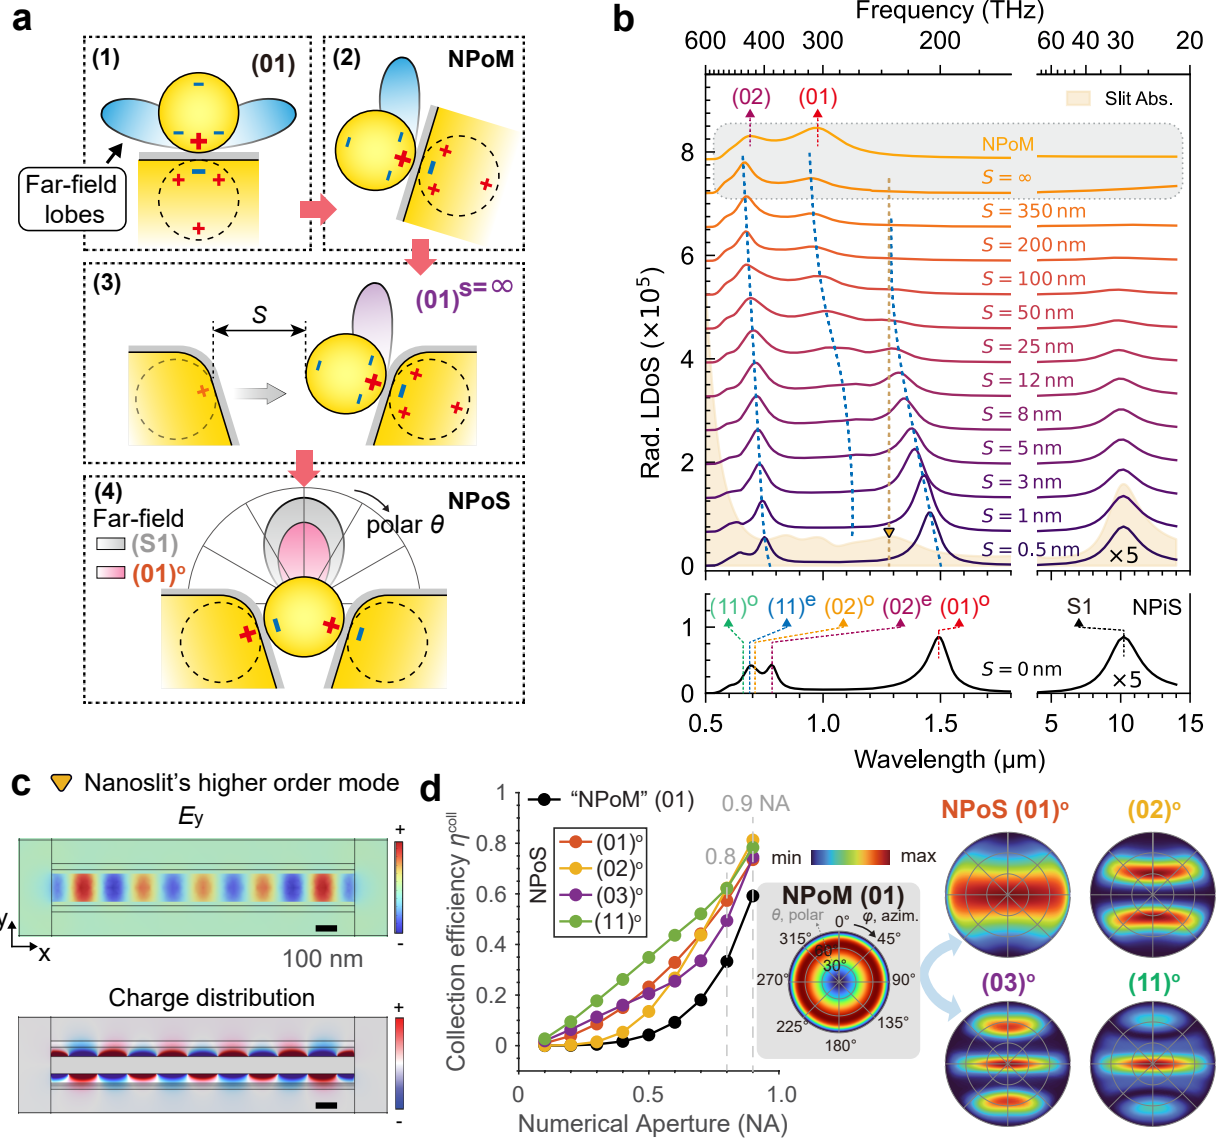 a
(1)
(01)
Far-field
lobes
(2)
NPoM
(3)
(01)ˢ⁼∞
S
(4)
NPoS
Far-field
(S1)
(01)ᵒ
polar θ
b
Frequency (THz)
600 400 300 200 60 40 30 20
(02) (01)
Slit Abs.
NPoM
S = ∞
S = 350 nm
S = 200 nm
S = 100 nm
S = 50 nm
S = 25 nm
S = 12 nm
S = 8 nm
S = 5 nm
S = 3 nm
S = 1 nm
S = 0.5 nm
×5
Rad. LDoS (×10⁵)
8
6
4
2
0
(11)ᵒ (11)ᵉ (02)ᵒ (02)ᵉ (01)ᵒ S1 NPiS
S = 0 nm
×5
1
0
0.5 1.0 1.5 5 10 15
Wavelength (μm)
c
Nanoslit's higher order mode
Ey
+
-
y
x
100 nm
Charge distribution
+
-
d
Collection efficiency ηᶜᵒˡˡ
1
0.8
0.6
0.4
0.2
0
0 0.5 1.0
Numerical Aperture (NA)
"NPoM" (01)
NPoS
(01)ᵒ
(02)ᵒ
(03)ᵒ
(11)ᵒ
0.9 NA
0.8
min max
NPoM (01)
θ, polar
φ, azim.
0°
45°
90°
135°
180°
225°
270°
315°
60°
30°
NPoS (01)ᵒ
(02)ᵒ
(03)ᵒ
(11)ᵒ